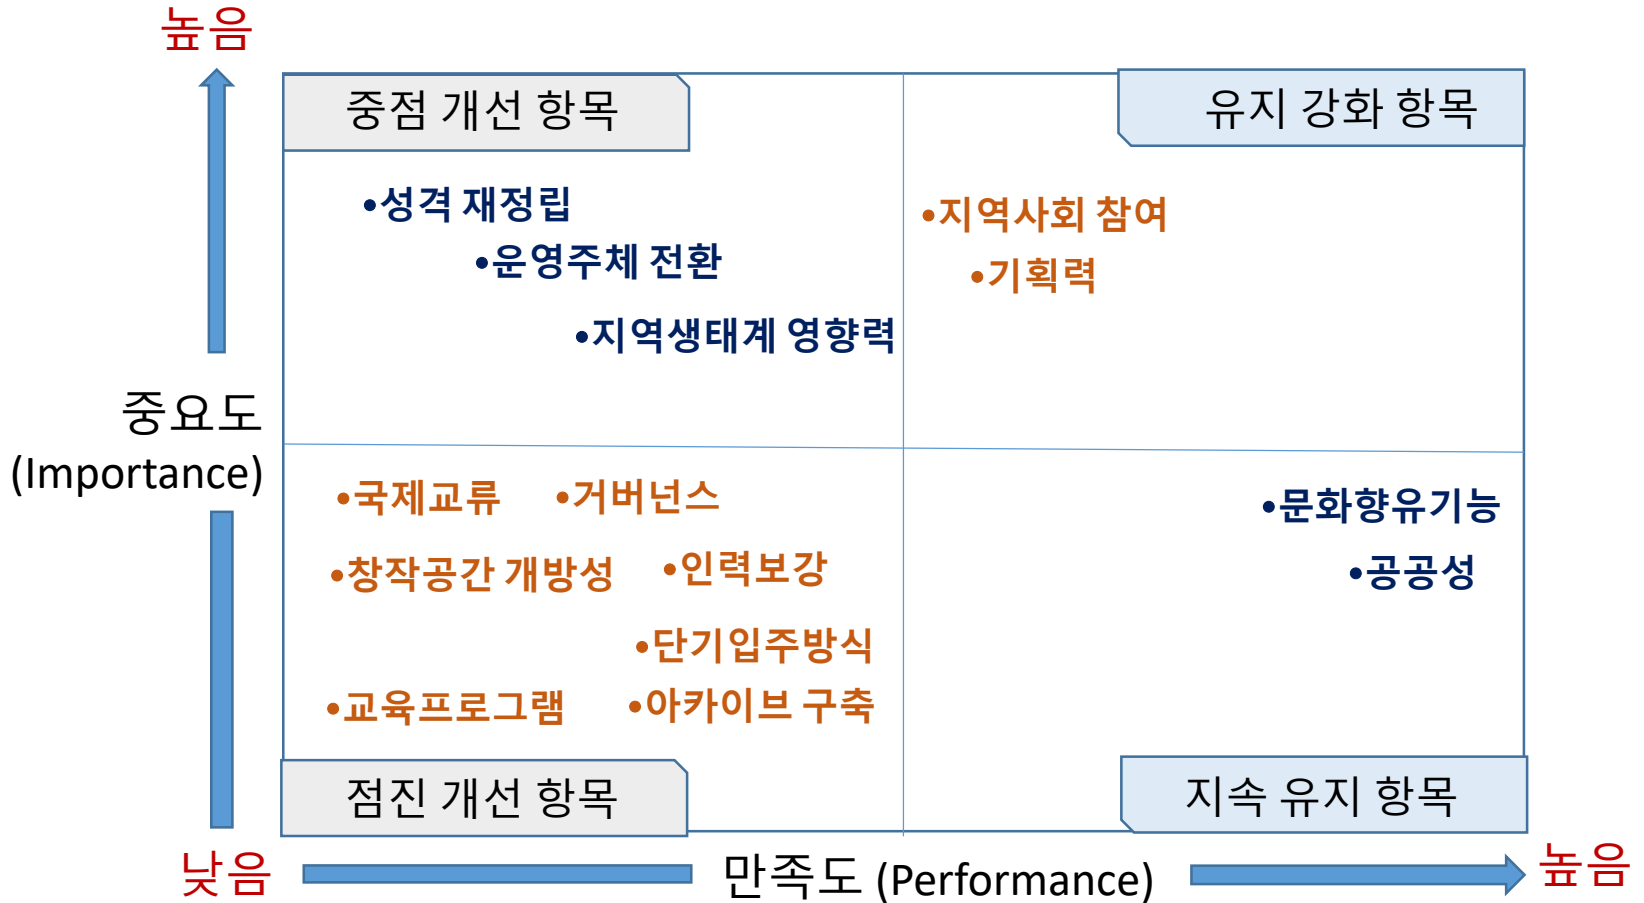 높음
중점 개선 항목
유지 강화 항목
•성격 재정립
•운영주체 전환
•지역생태계 영향력
•지역사회 참여
•기획력
중요도
(Importance)
•국제교류
•거버넌스
•창작공간 개방성
•인력보강
•단기입주방식
•교육프로그램
•아카이브 구축
•문화향유기능
•공공성
점진 개선 항목
지속 유지 항목
낮음
만족도 (Performance)
높음